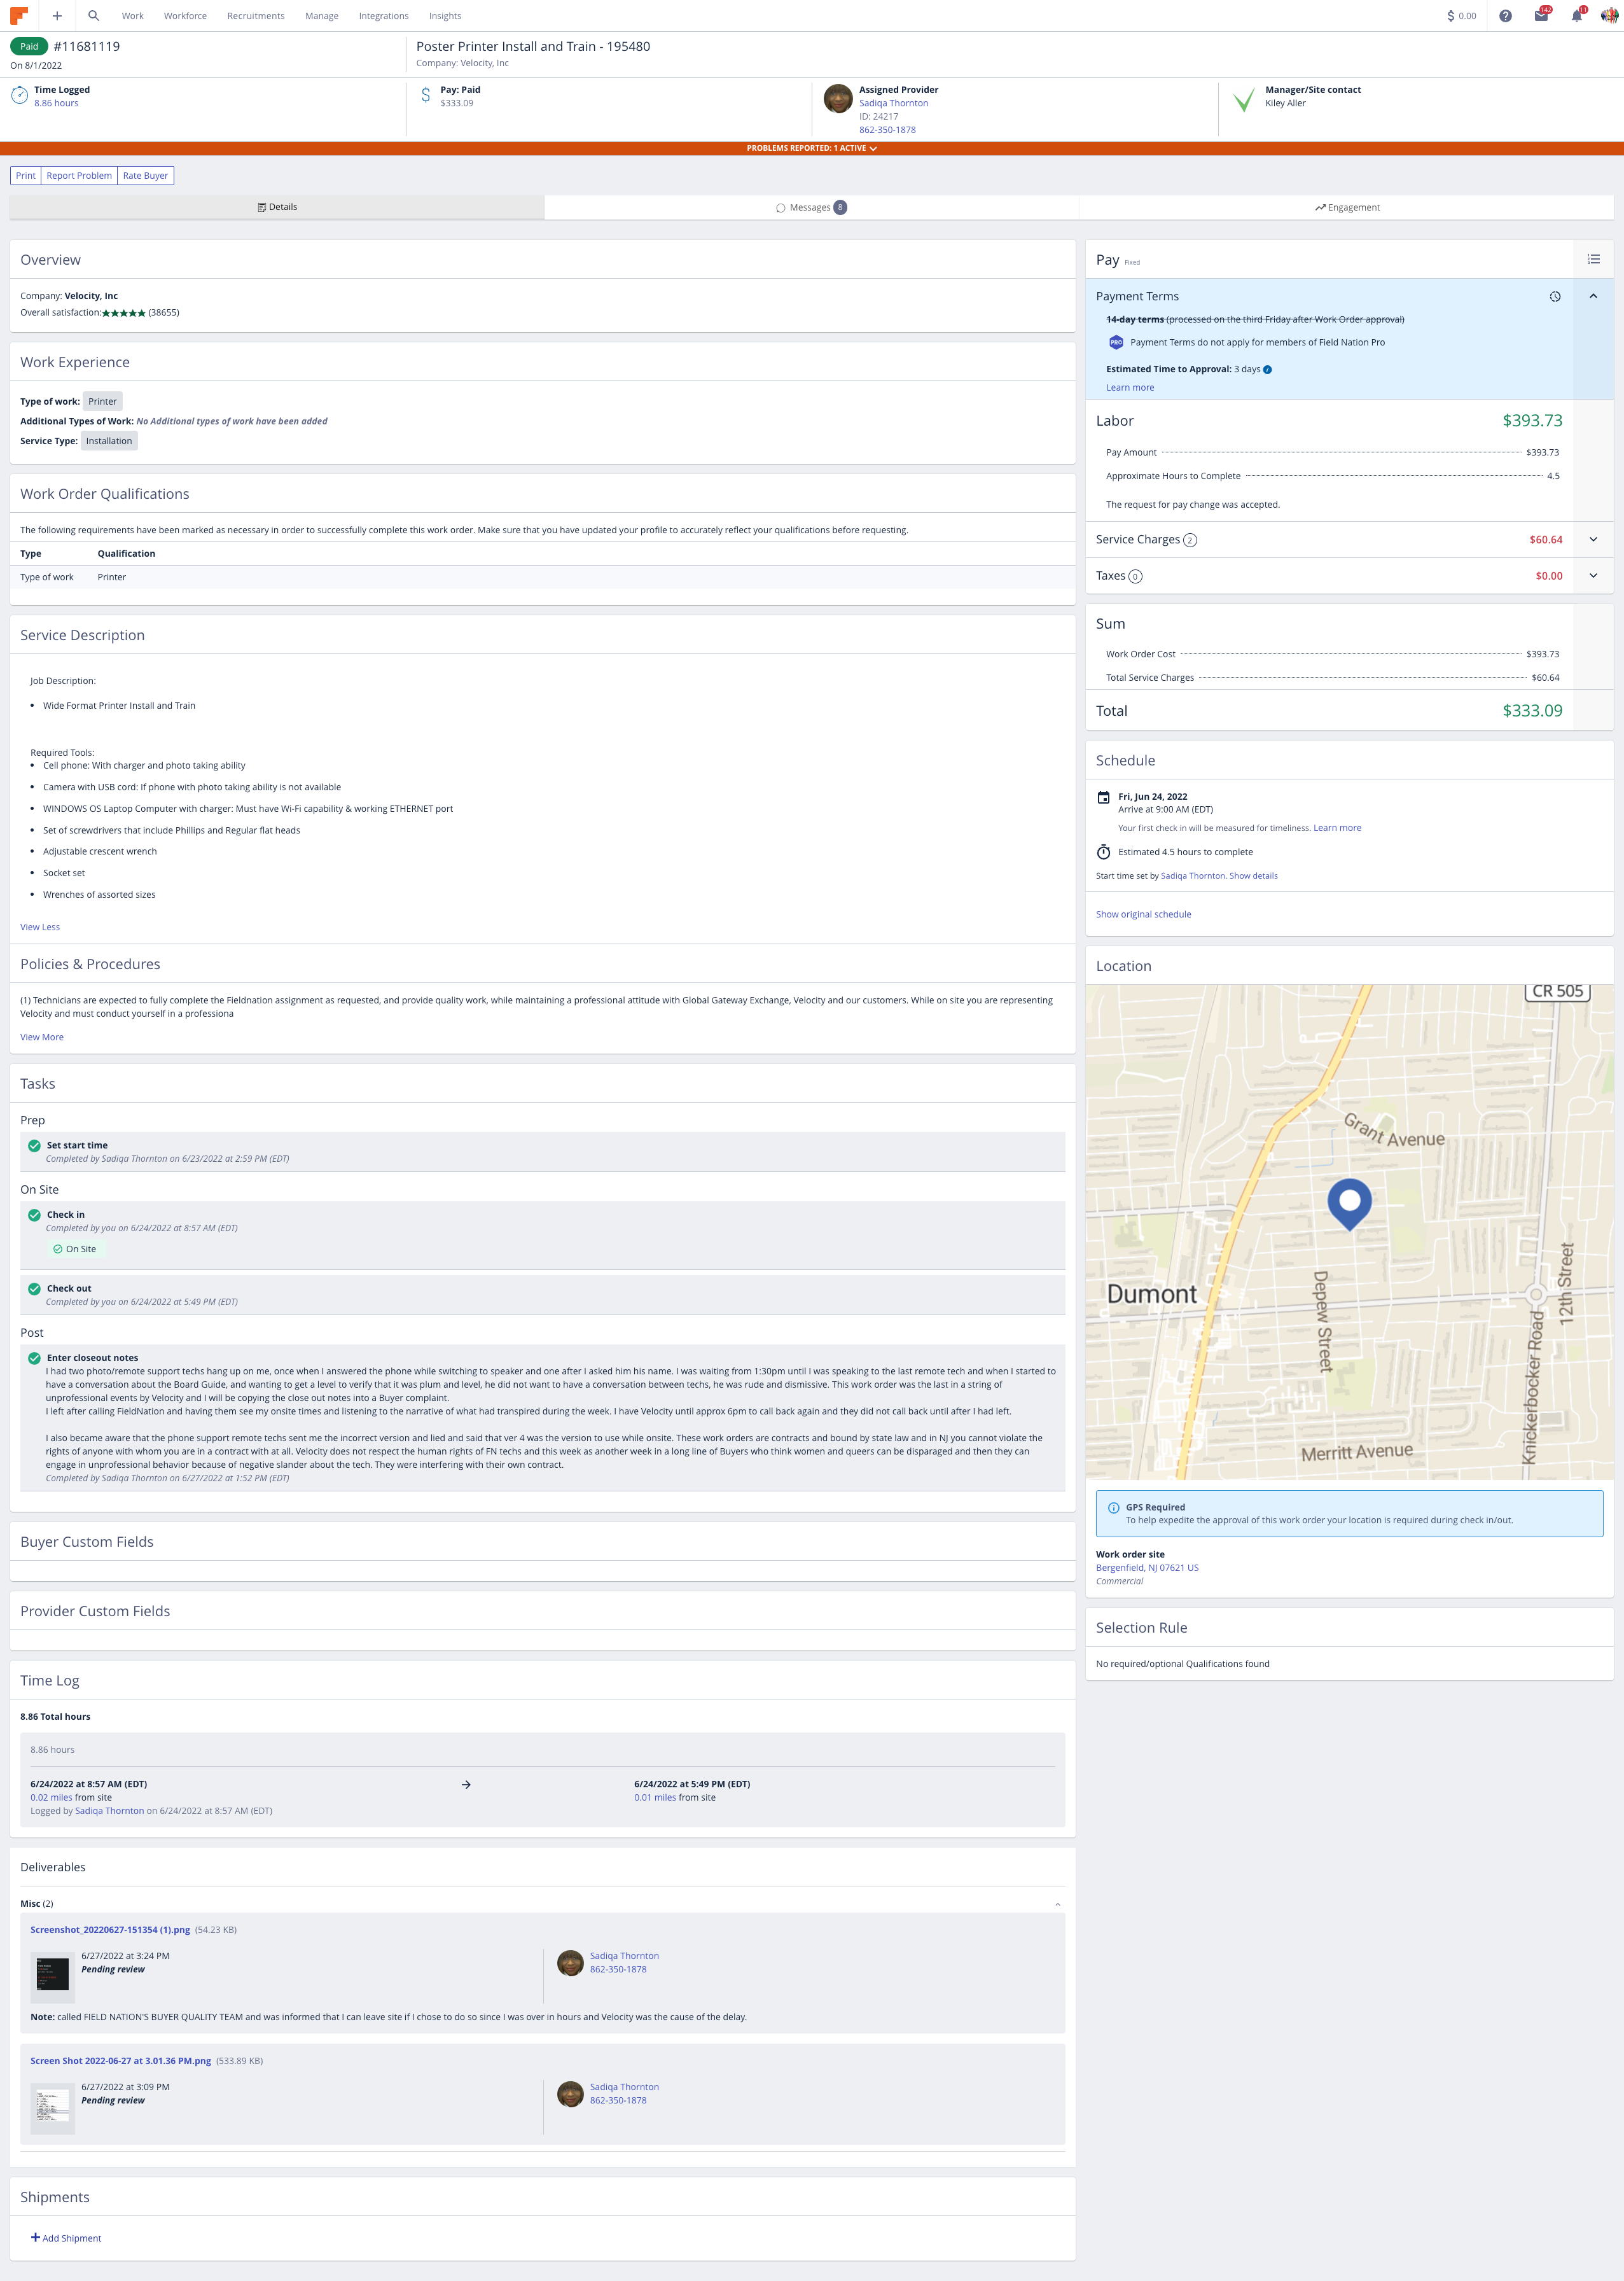 Work Workforce Recruitments Manage Integrations Insights
$ 0.00
142
11
Paid #11681119
On 8/1/2022
Poster Printer Install and Train - 195480
Company: Velocity, Inc
Time Logged
8.86 hours
Pay: Paid
$333.09
Assigned Provider
Sadiqa Thornton
ID: 24217
862-350-1878
Manager/Site contact
Kiley Aller
PROBLEMS REPORTED: 1 ACTIVE
Print Report Problem Rate Buyer
Details
Messages 8
Engagement
Overview
Company: Velocity, Inc
Overall satisfaction:★★★★★ (38655)
Work Experience
Type of work: Printer
Additional Types of Work: No Additional types of work have been added
Service Type: Installation
Work Order Qualifications
The following requirements have been marked as necessary in order to successfully complete this work order. Make sure that you have updated your profile to accurately reflect your qualifications before requesting.
Type Qualification
Type of work Printer
Service Description
Job Description:
• Wide Format Printer Install and Train
Required Tools:
• Cell phone: With charger and photo taking ability
• Camera with USB cord: If phone with photo taking ability is not available
• WINDOWS OS Laptop Computer with charger: Must have Wi-Fi capability & working ETHERNET port
• Set of screwdrivers that include Phillips and Regular flat heads
• Adjustable crescent wrench
• Socket set
• Wrenches of assorted sizes
View Less
Policies & Procedures
(1) Technicians are expected to fully complete the Fieldnation assignment as requested, and provide quality work, while maintaining a professional attitude with Global Gateway Exchange, Velocity and our customers. While on site you are representing
Velocity and must conduct yourself in a professiona
View More
Tasks
Prep
Set start time
Completed by Sadiqa Thornton on 6/23/2022 at 2:59 PM (EDT)
On Site
Check in
Completed by you on 6/24/2022 at 8:57 AM (EDT)
On Site
Check out
Completed by you on 6/24/2022 at 5:49 PM (EDT)
Post
Enter closeout notes
I had two photo/remote support techs hang up on me, once when I answered the phone while switching to speaker and one after I asked him his name. I was waiting from 1:30pm until I was speaking to the last remote tech and when I started to
have a conversation about the Board Guide, and wanting to get a level to verify that it was plum and level, he did not want to have a conversation between techs, he was rude and dismissive. This work order was the last in a string of
unprofessional events by Velocity and I will be copying the close out notes into a Buyer complaint.
I left after calling FieldNation and having them see my onsite times and listening to the narrative of what had transpired during the week. I have Velocity until approx 6pm to call back again and they did not call back until after I had left.
I also became aware that the phone support remote techs sent me the incorrect version and lied and said that ver 4 was the version to use while onsite. These work orders are contracts and bound by state law and in NJ you cannot violate the
rights of anyone with whom you are in a contract with at all. Velocity does not respect the human rights of FN techs and this week as another week in a long line of Buyers who think women and queers can be disparaged and then they can
engage in unprofessional behavior because of negative slander about the tech. They were interfering with their own contract.
Completed by Sadiqa Thornton on 6/27/2022 at 1:52 PM (EDT)
Buyer Custom Fields
Provider Custom Fields
Time Log
8.86 Total hours
8.86 hours
6/24/2022 at 8:57 AM (EDT)
0.02 miles from site
Logged by Sadiqa Thornton on 6/24/2022 at 8:57 AM (EDT)
6/24/2022 at 5:49 PM (EDT)
0.01 miles from site
Deliverables
Misc (2)
Screenshot_20220627-151354 (1).png (54.23 KB)
6/27/2022 at 3:24 PM
Pending review
Sadiqa Thornton
862-350-1878
Note: called FIELD NATION'S BUYER QUALITY TEAM and was informed that I can leave site if I chose to do so since I was over in hours and Velocity was the cause of the delay.
Screen Shot 2022-06-27 at 3.01.36 PM.png (533.89 KB)
6/27/2022 at 3:09 PM
Pending review
Sadiqa Thornton
862-350-1878
Shipments
+ Add Shipment
Pay Fixed
Payment Terms
14-day terms (processed on the third Friday after Work Order approval)
PRO Payment Terms do not apply for members of Field Nation Pro
Estimated Time to Approval: 3 days
Learn more
Labor $393.73
Pay Amount $393.73
Approximate Hours to Complete 4.5
The request for pay change was accepted.
Service Charges 2 $60.64
Taxes 0 $0.00
Sum
Work Order Cost $393.73
Total Service Charges $60.64
Total $333.09
Schedule
Fri, Jun 24, 2022
Arrive at 9:00 AM (EDT)
Your first check in will be measured for timeliness. Learn more
Estimated 4.5 hours to complete
Start time set by Sadiqa Thornton. Show details
Show original schedule
Location
CR 505
Grant Avenue
Dumont
Depew Street
12th Street
Knickerbocker Road
Merritt Avenue
GPS Required
To help expedite the approval of this work order your location is required during check in/out.
Work order site
Bergenfield, NJ 07621 US
Commercial
Selection Rule
No required/optional Qualifications found